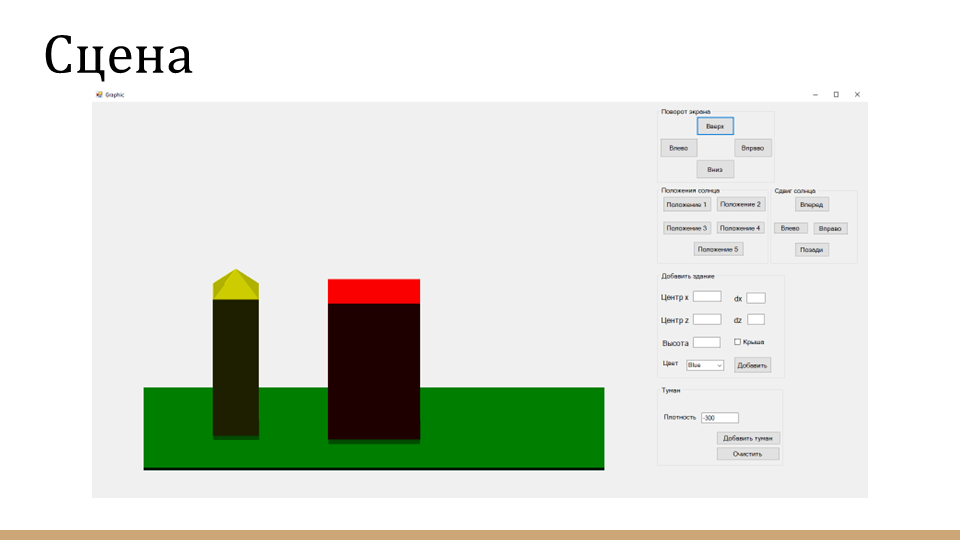 Сцена
Graphic
Поворот экрана
Вверх
Влево
Вправо
Вниз
Положения солнца
Положение 1
Положение 2
Положение 3
Положение 4
Положение 5
Сдвиг солнца
Вперед
Влево
Вправо
Позади
Добавить здание
Центр x
dx
Центр z
dz
Высота
Крыша
Цвет
Blue
Добавить
Туман
Плотность
-300
Добавить туман
Очистить